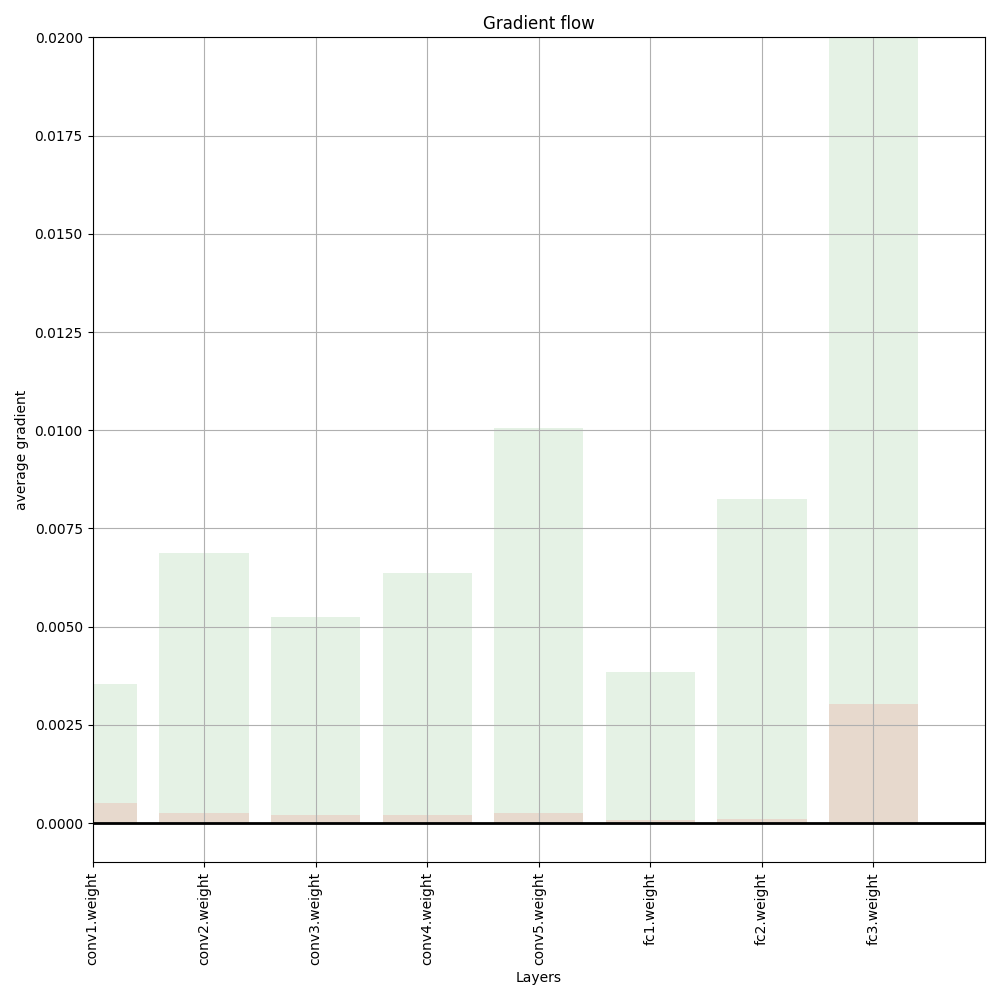 Gradient flow
0.0200
0.0175
0.0150
0.0125
0.0100
0.0075
0.0050
0.0025
0.0000
average gradient
conv1.weight
conv2.weight
conv3.weight
conv4.weight
conv5.weight
fc1.weight
fc2.weight
fc3.weight
Layers